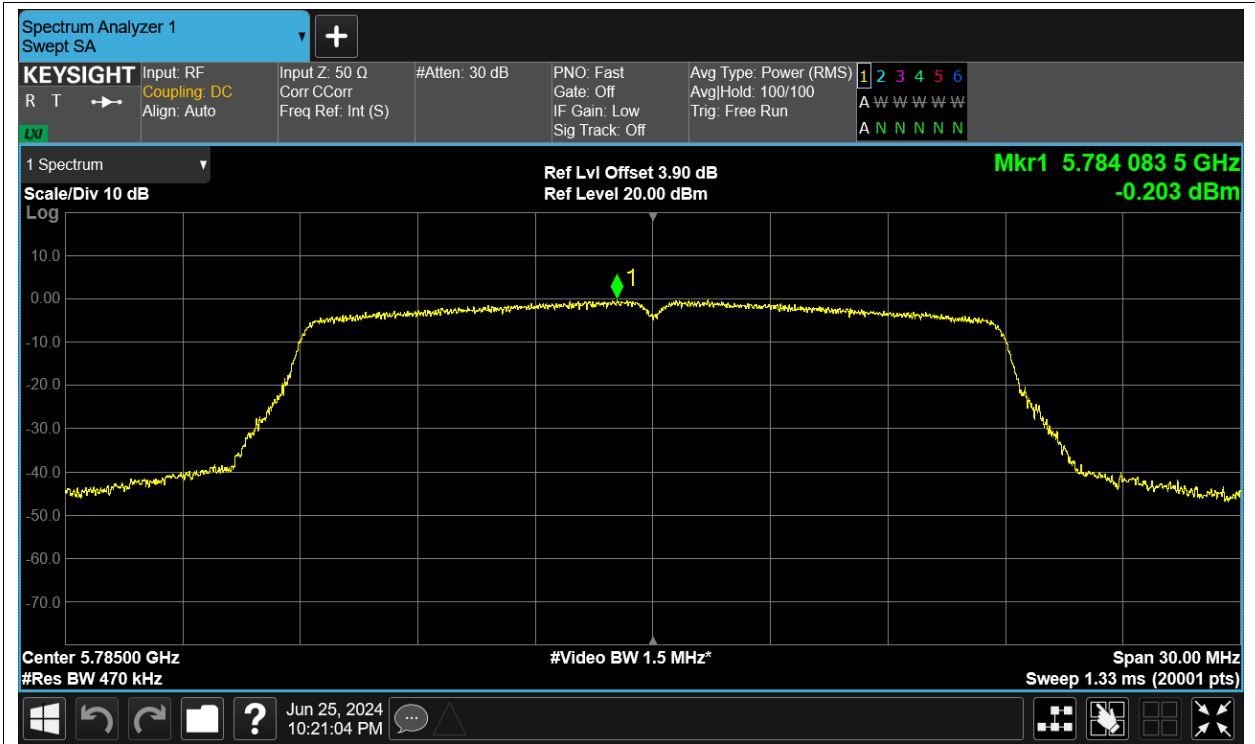 Spectrum Analyzer 1
Swept SA
+
KEYSIGHT
R T
LXI
Input: RF
Coupling: DC
Align: Auto
Input Z: 50 Ω
Corr CCorr
Freq Ref: Int (S)
#Atten: 30 dB
PNO: Fast
Gate: Off
IF Gain: Low
Sig Track: Off
Avg Type: Power (RMS)
Avg|Hold: 100/100
Trig: Free Run
1 2 3 4 5 6
A W W W W W
A N N N N N
1 Spectrum
Scale/Div 10 dB
Log
Ref Lvl Offset 3.90 dB
Ref Level 20.00 dBm
Mkr1 5.784 083 5 GHz
-0.203 dBm
1
10.0
0.00
-10.0
-20.0
-30.0
-40.0
-50.0
-60.0
-70.0
Center 5.78500 GHz
#Res BW 470 kHz
#Video BW 1.5 MHz*
Span 30.00 MHz
Sweep 1.33 ms (20001 pts)
?
Jun 25, 2024
10:21:04 PM